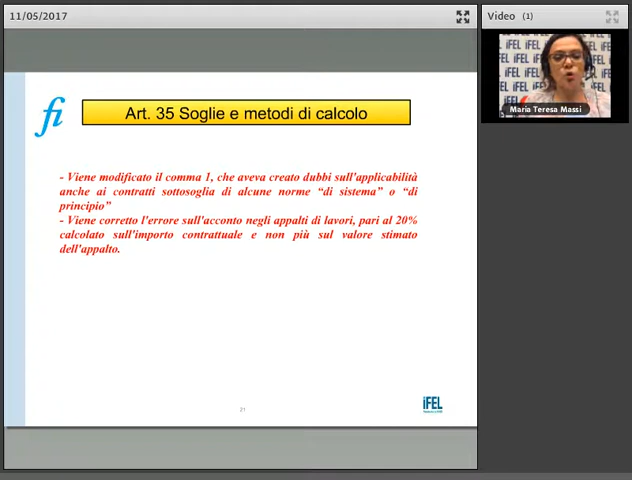 11/05/2017
Video (1)
iFEL
Maria Teresa Massi
fi
Art. 35 Soglie e metodi di calcolo
- Viene modificato il comma 1, che aveva creato dubbi sull'applicabilità
anche ai contratti sottosoglia di alcune norme “di sistema” o “di
principio”
- Viene corretto l'errore sull'acconto negli appalti di lavori, pari al 20%
calcolato sull'importo contrattuale e non più sul valore stimato
dell'appalto.
21
iFEL